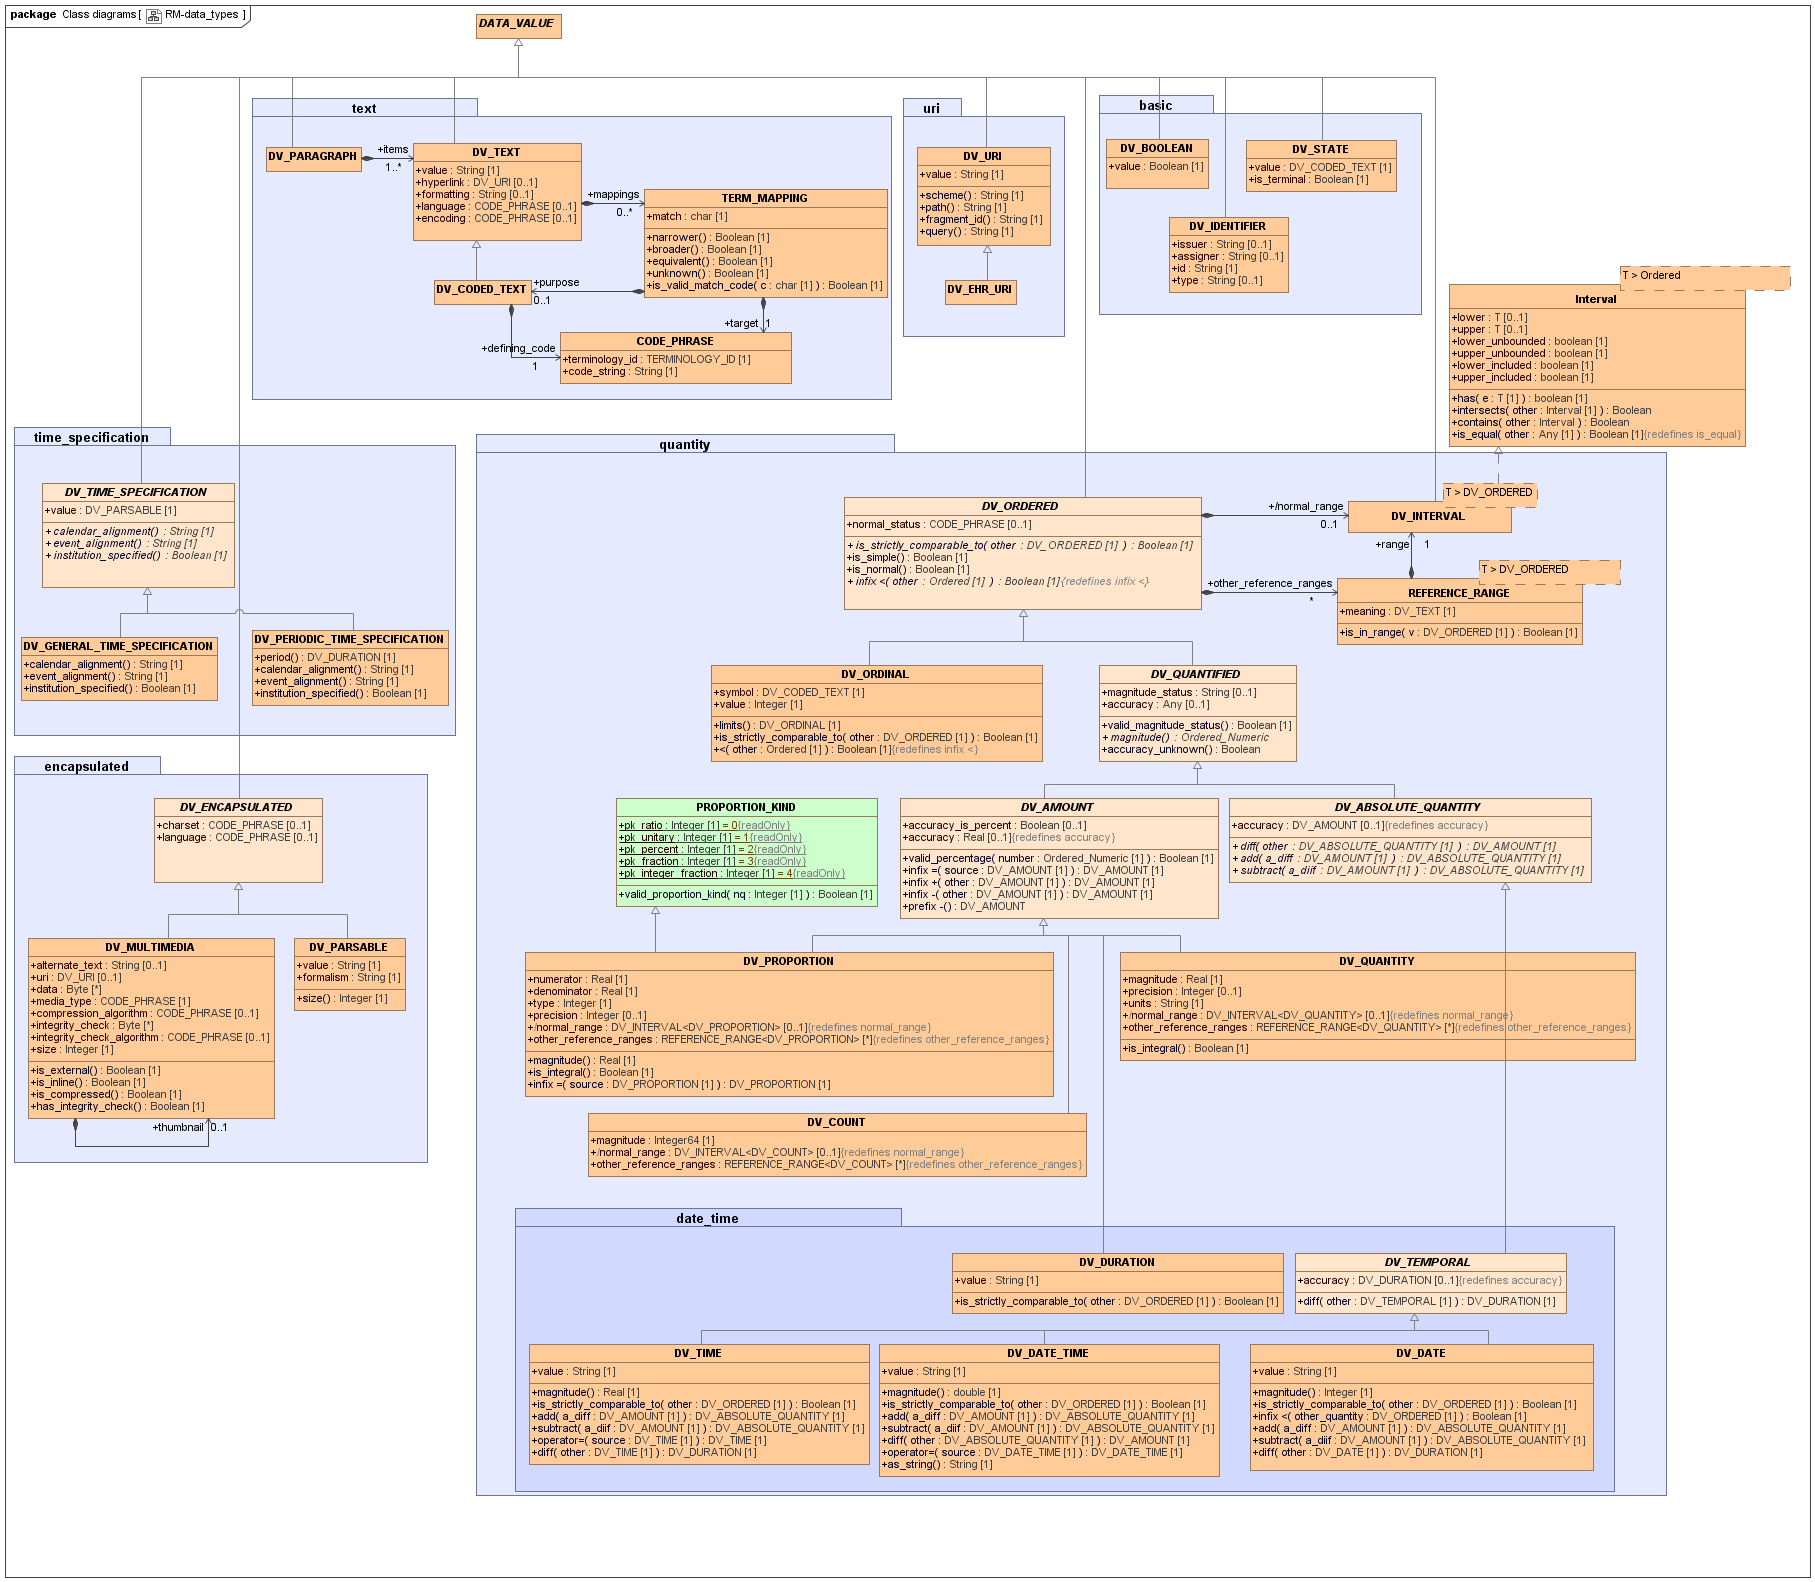 package Class diagrams [ RM-data_types ]
DATA_VALUE
text
DV_PARAGRAPH
+items
1..*
DV_TEXT
+value : String [1]
+hyperlink : DV_URI [0..1]
+formatting : String [0..1]
+language : CODE_PHRASE [0..1]
+encoding : CODE_PHRASE [0..1]
+mappings
0..*
TERM_MAPPING
+match : char [1]
+narrower() : Boolean [1]
+broader() : Boolean [1]
+equivalent() : Boolean [1]
+unknown() : Boolean [1]
+is_valid_match_code( c : char [1] ) : Boolean [1]
DV_CODED_TEXT
+purpose
0..1
+target
1
+defining_code
1
CODE_PHRASE
+terminology_id : TERMINOLOGY_ID [1]
+code_string : String [1]
uri
DV_URI
+value : String [1]
+scheme() : String [1]
+path() : String [1]
+fragment_id() : String [1]
+query() : String [1]
DV_EHR_URI
basic
DV_BOOLEAN
+value : Boolean [1]
DV_STATE
+value : DV_CODED_TEXT [1]
+is_terminal : Boolean [1]
DV_IDENTIFIER
+issuer : String [0..1]
+assigner : String [0..1]
+id : String [1]
+type : String [0..1]
T > Ordered
Interval
+lower : T [0..1]
+upper : T [0..1]
+lower_unbounded : boolean [1]
+upper_unbounded : boolean [1]
+lower_included : boolean [1]
+upper_included : boolean [1]
+has( e : T [1] ) : boolean [1]
+intersects( other : Interval [1] ) : Boolean
+contains( other : Interval ) : Boolean
+is_equal( other : Any [1] ) : Boolean [1]{redefines is_equal}
time_specification
DV_TIME_SPECIFICATION
+value : DV_PARSABLE [1]
+ calendar_alignment() : String [1]
+ event_alignment() : String [1]
+ institution_specified() : Boolean [1]
DV_GENERAL_TIME_SPECIFICATION
+calendar_alignment() : String [1]
+event_alignment() : String [1]
+institution_specified() : Boolean [1]
DV_PERIODIC_TIME_SPECIFICATION
+period() : DV_DURATION [1]
+calendar_alignment() : String [1]
+event_alignment() : String [1]
+institution_specified() : Boolean [1]
encapsulated
DV_ENCAPSULATED
+charset : CODE_PHRASE [0..1]
+language : CODE_PHRASE [0..1]
DV_MULTIMEDIA
+alternate_text : String [0..1]
+uri : DV_URI [0..1]
+data : Byte [*]
+media_type : CODE_PHRASE [1]
+compression_algorithm : CODE_PHRASE [0..1]
+integrity_check : Byte [*]
+integrity_check_algorithm : CODE_PHRASE [0..1]
+size : Integer [1]
+is_external() : Boolean [1]
+is_inline() : Boolean [1]
+is_compressed() : Boolean [1]
+has_integrity_check() : Boolean [1]
+thumbnail
0..1
DV_PARSABLE
+value : String [1]
+formalism : String [1]
+size() : Integer [1]
quantity
DV_ORDERED
+normal_status : CODE_PHRASE [0..1]
+ is_strictly_comparable_to( other : DV_ORDERED [1] ) : Boolean [1]
+is_simple() : Boolean [1]
+is_normal() : Boolean [1]
+ infix <( other : Ordered [1] ) : Boolean [1]{redefines infix <}
+/normal_range
0..1
T > DV_ORDERED
DV_INTERVAL
+range
1
+other_reference_ranges
*
T > DV_ORDERED
REFERENCE_RANGE
+meaning : DV_TEXT [1]
+is_in_range( v : DV_ORDERED [1] ) : Boolean [1]
DV_ORDINAL
+symbol : DV_CODED_TEXT [1]
+value : Integer [1]
+limits() : DV_ORDINAL [1]
+is_strictly_comparable_to( other : DV_ORDERED [1] ) : Boolean [1]
+<( other : Ordered [1] ) : Boolean [1]{redefines infix <}
DV_QUANTIFIED
+magnitude_status : String [0..1]
+accuracy : Any [0..1]
+valid_magnitude_status() : Boolean [1]
+ magnitude() : Ordered_Numeric
+accuracy_unknown() : Boolean
PROPORTION_KIND
+pk_ratio : Integer [1] = 0{readOnly}
+pk_unitary : Integer [1] = 1{readOnly}
+pk_percent : Integer [1] = 2{readOnly}
+pk_fraction : Integer [1] = 3{readOnly}
+pk_integer_fraction : Integer [1] = 4{readOnly}
+valid_proportion_kind( nq : Integer [1] ) : Boolean [1]
DV_AMOUNT
+accuracy_is_percent : Boolean [0..1]
+accuracy : Real [0..1]{redefines accuracy}
+valid_percentage( number : Ordered_Numeric [1] ) : Boolean [1]
+infix =( source : DV_AMOUNT [1] ) : DV_AMOUNT [1]
+infix +( other : DV_AMOUNT [1] ) : DV_AMOUNT [1]
+infix -( other : DV_AMOUNT [1] ) : DV_AMOUNT [1]
+prefix -() : DV_AMOUNT
DV_ABSOLUTE_QUANTITY
+accuracy : DV_AMOUNT [0..1]{redefines accuracy}
+ diff( other : DV_ABSOLUTE_QUANTITY [1] ) : DV_AMOUNT [1]
+ add( a_diff : DV_AMOUNT [1] ) : DV_ABSOLUTE_QUANTITY [1]
+ subtract( a_diif : DV_AMOUNT [1] ) : DV_ABSOLUTE_QUANTITY [1]
DV_PROPORTION
+numerator : Real [1]
+denominator : Real [1]
+type : Integer [1]
+precision : Integer [0..1]
+/normal_range : DV_INTERVAL<DV_PROPORTION> [0..1]{redefines normal_range}
+other_reference_ranges : REFERENCE_RANGE<DV_PROPORTION> [*]{redefines other_reference_ranges}
+magnitude() : Real [1]
+is_integral() : Boolean [1]
+infix =( source : DV_PROPORTION [1] ) : DV_PROPORTION [1]
DV_QUANTITY
+magnitude : Real [1]
+precision : Integer [0..1]
+units : String [1]
+/normal_range : DV_INTERVAL<DV_QUANTITY> [0..1]{redefines normal_range}
+other_reference_ranges : REFERENCE_RANGE<DV_QUANTITY> [*]{redefines other_reference_ranges}
+is_integral() : Boolean [1]
DV_COUNT
+magnitude : Integer64 [1]
+/normal_range : DV_INTERVAL<DV_COUNT> [0..1]{redefines normal_range}
+other_reference_ranges : REFERENCE_RANGE<DV_COUNT> [*]{redefines other_reference_ranges}
date_time
DV_DURATION
+value : String [1]
+is_strictly_comparable_to( other : DV_ORDERED [1] ) : Boolean [1]
DV_TEMPORAL
+accuracy : DV_DURATION [0..1]{redefines accuracy}
+diff( other : DV_TEMPORAL [1] ) : DV_DURATION [1]
DV_TIME
+value : String [1]
+magnitude() : Real [1]
+is_strictly_comparable_to( other : DV_ORDERED [1] ) : Boolean [1]
+add( a_diff : DV_AMOUNT [1] ) : DV_ABSOLUTE_QUANTITY [1]
+subtract( a_diif : DV_AMOUNT [1] ) : DV_ABSOLUTE_QUANTITY [1]
+operator=( source : DV_TIME [1] ) : DV_TIME [1]
+diff( other : DV_TIME [1] ) : DV_DURATION [1]
DV_DATE_TIME
+value : String [1]
+magnitude() : double [1]
+is_strictly_comparable_to( other : DV_ORDERED [1] ) : Boolean [1]
+add( a_diff : DV_AMOUNT [1] ) : DV_ABSOLUTE_QUANTITY [1]
+subtract( a_diif : DV_AMOUNT [1] ) : DV_ABSOLUTE_QUANTITY [1]
+diff( other : DV_ABSOLUTE_QUANTITY [1] ) : DV_AMOUNT [1]
+operator=( source : DV_DATE_TIME [1] ) : DV_DATE_TIME [1]
+as_string() : String [1]
DV_DATE
+value : String [1]
+magnitude() : Integer [1]
+is_strictly_comparable_to( other : DV_ORDERED [1] ) : Boolean [1]
+infix <( other_quantity : DV_ORDERED [1] ) : Boolean [1]
+add( a_diff : DV_AMOUNT [1] ) : DV_ABSOLUTE_QUANTITY [1]
+subtract( a_diif : DV_AMOUNT [1] ) : DV_ABSOLUTE_QUANTITY [1]
+diff( other : DV_DATE [1] ) : DV_DURATION [1]